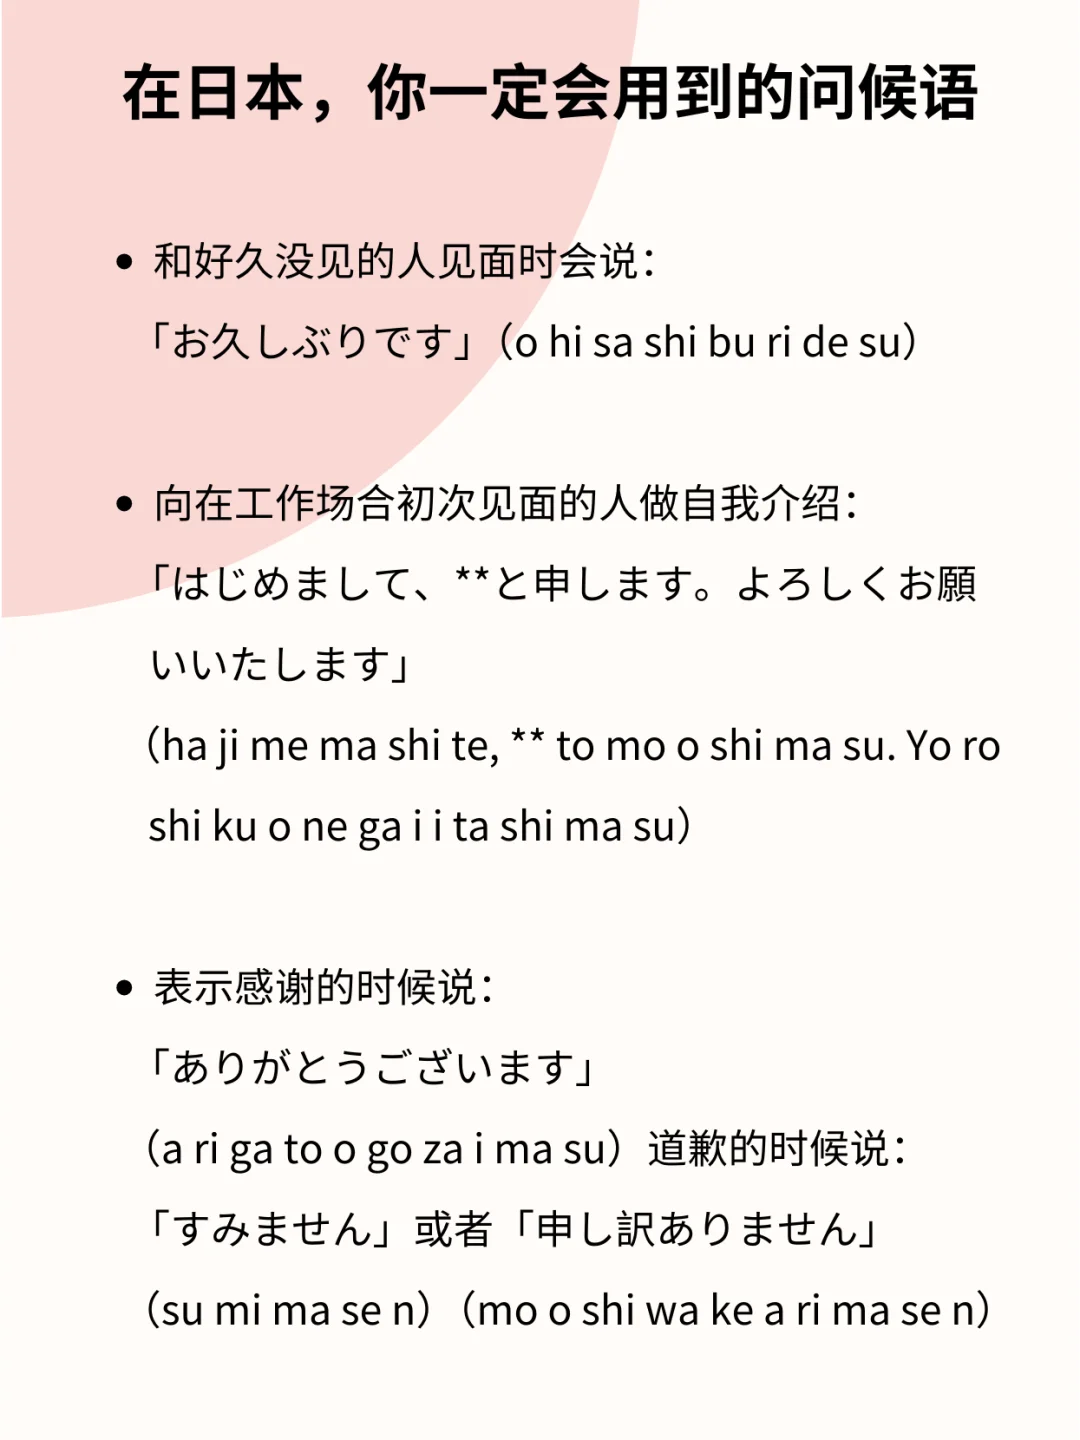 在日本，你一定会用到的问候语
• 和好久没见的人见面时会说：
「お久しぶりです」（o hi sa shi bu ri de su）
• 向在工作场合初次见面的人做自我介绍：
「はじめまして、**と申します。よろしくお願
いいたします」
（ha ji me ma shi te, ** to mo o shi ma su. Yo ro
shi ku o ne ga i i ta shi ma su）
• 表示感谢的时候说：
「ありがとうございます」
（a ri ga to o go za i ma su）道歉的时候说：
「すみません」或者「申し訳ありません」
（su mi ma se n）（mo o shi wa ke a ri ma se n）